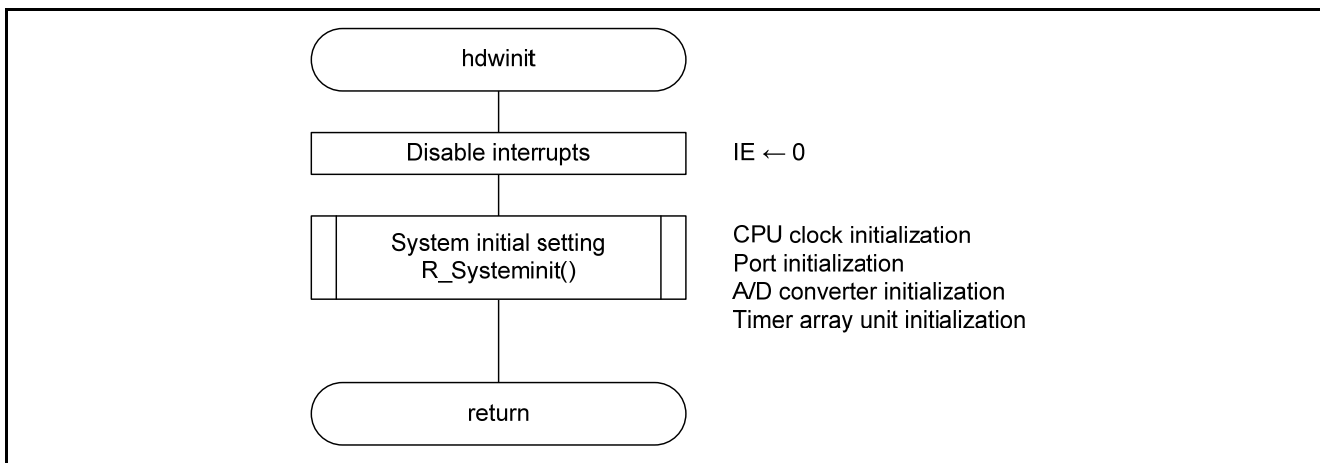 hdwinit
Disable interrupts
IE ← 0
System initial setting
R_Systeminit()
CPU clock initialization
Port initialization
A/D converter initialization
Timer array unit initialization
return